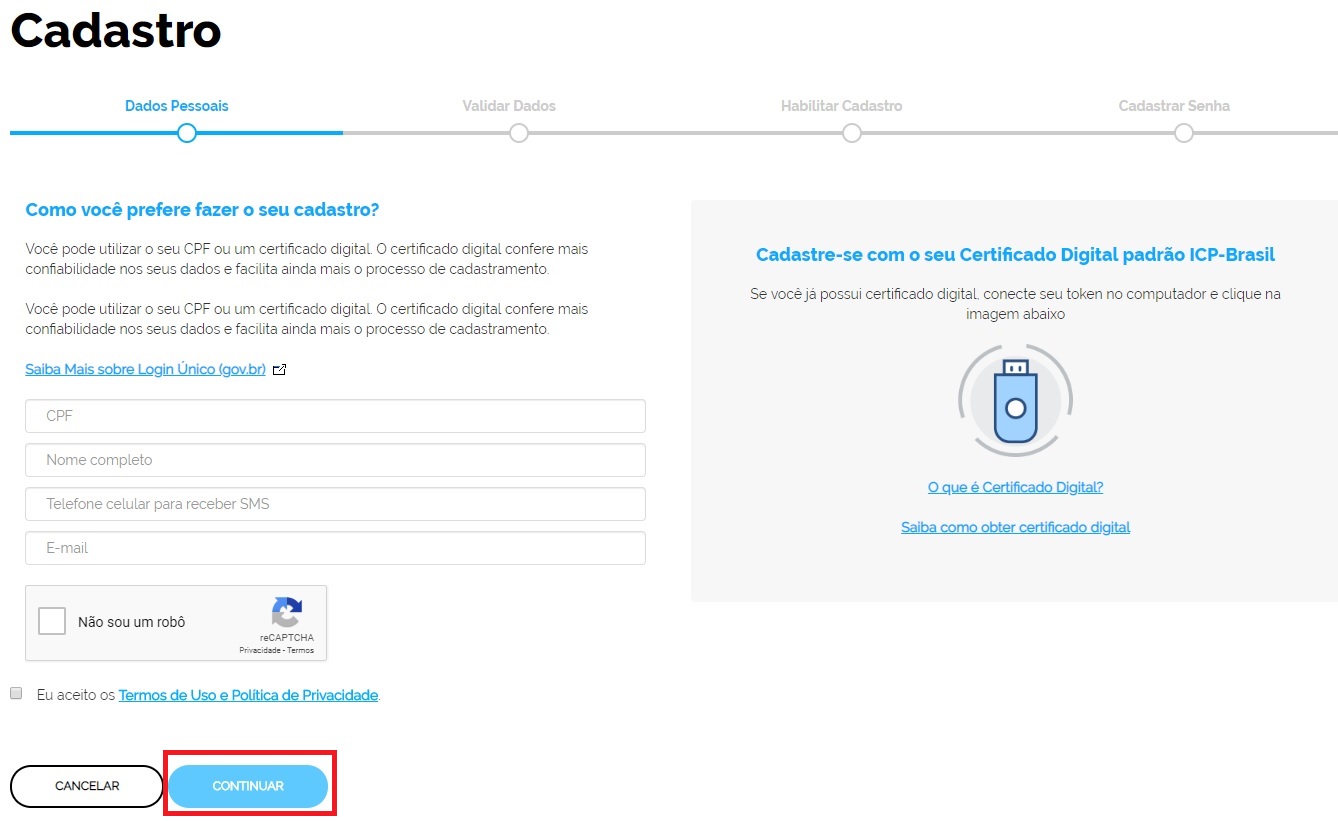 Cadastro
Dados Pessoais
Validar Dados
Habilitar Cadastro
Cadastrar Senha
Como você prefere fazer o seu cadastro?
Você pode utilizar o seu CPF ou um certificado digital. O certificado digital confere mais
confiabilidade nos seus dados e facilita ainda mais o processo de cadastramento.
Você pode utilizar o seu CPF ou um certificado digital. O certificado digital confere mais
confiabilidade nos seus dados e facilita ainda mais o processo de cadastramento.
Saiba Mais sobre Login Único (gov.br)
CPF
Nome completo
Telefone celular para receber SMS
E-mail
Não sou um robô
reCAPTCHA
Privacidade - Termos
Eu aceito os Termos de Uso e Política de Privacidade.
CANCELAR
CONTINUAR
Cadastre-se com o seu Certificado Digital padrão ICP-Brasil
Se você já possui certificado digital, conecte seu token no computador e clique na
imagem abaixo
O que é Certificado Digital?
Saiba como obter certificado digital